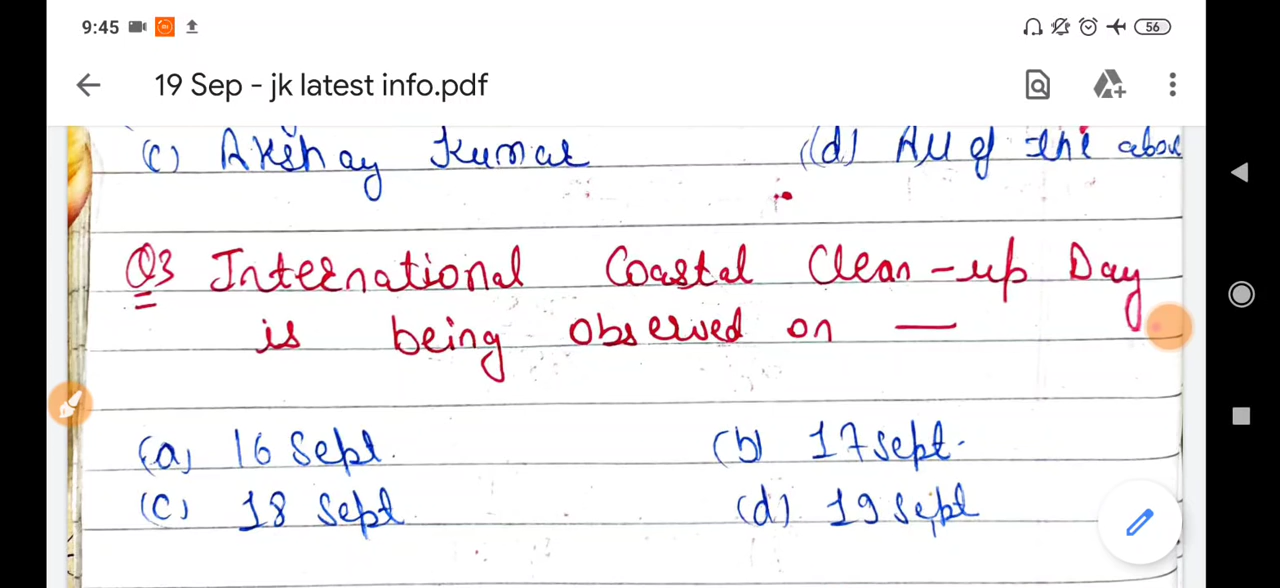 9:45
56
19 Sep - jk latest info.pdf
(c) Akshay Kumar (d) All of the above
Q3 International Coastal Clean-up Day
is being observed on —
(a) 16 Sept. (b) 17 Sept.
(c) 18 Sept (d) 19 Sept